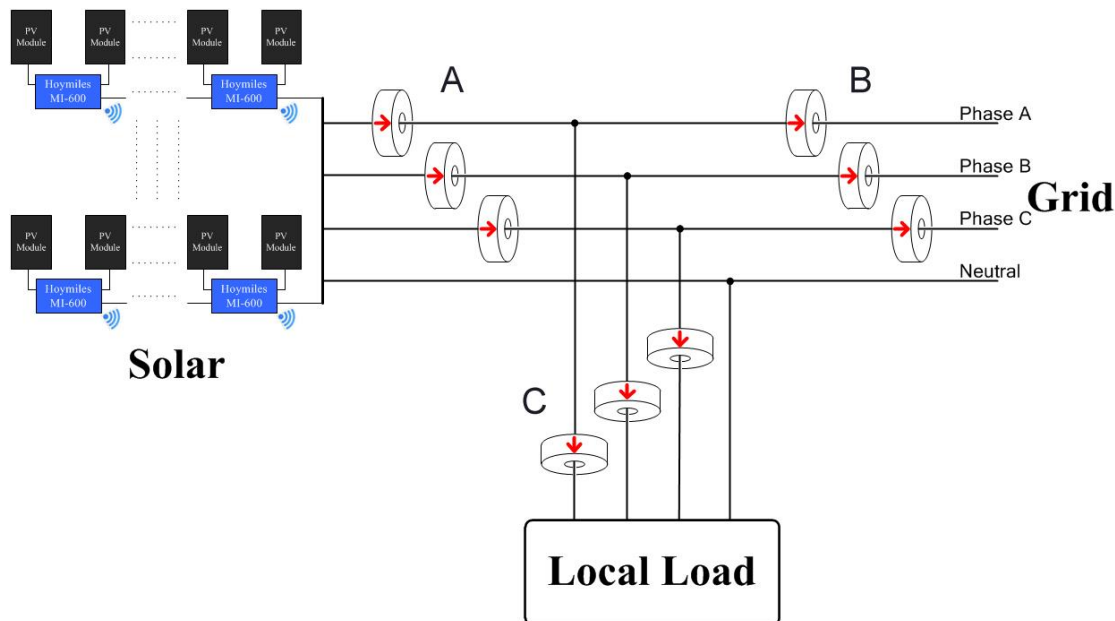 PV
Module
PV
Module
PV
Module
PV
Module
Hoymiles
MI-600
Hoymiles
MI-600
A
B
Phase A
Phase B
Phase C
Grid
Neutral
PV
Module
PV
Module
PV
Module
PV
Module
Hoymiles
MI-600
Hoymiles
MI-600
Solar
C
Local Load